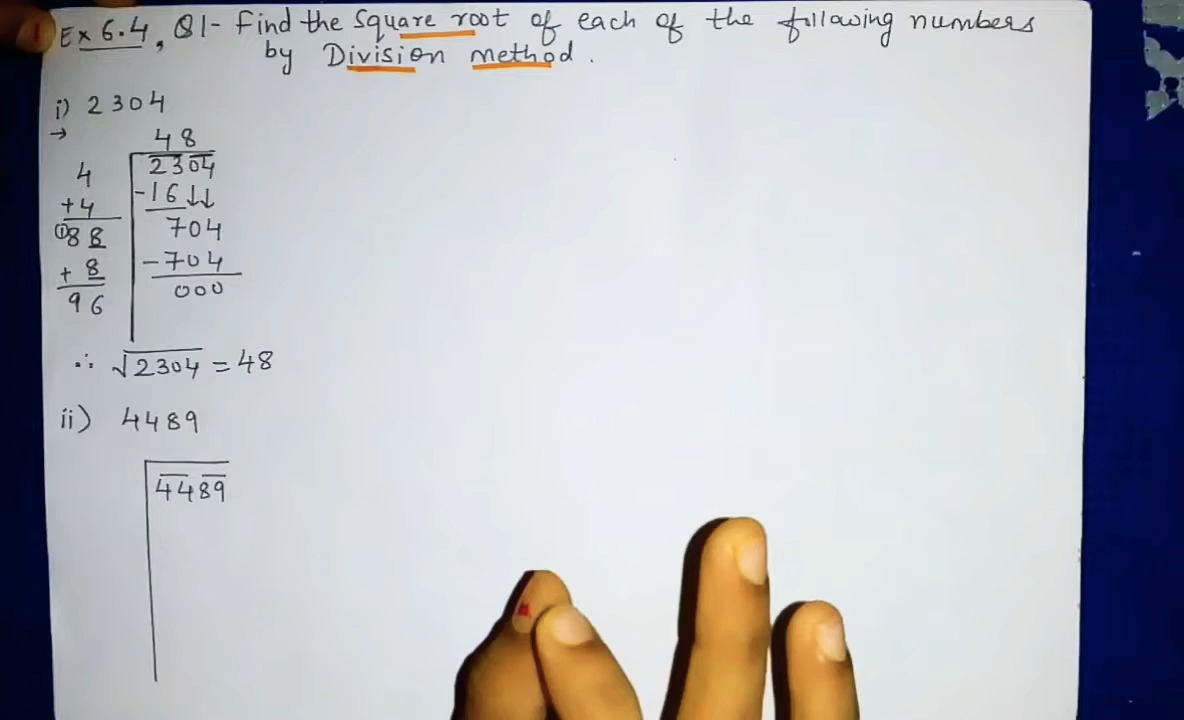 Ex 6.4, Q1- Find the Square root of each of the following numbers
by Division method.
i) 2304
→
48
4 2304
+4 -16↓↓
①88 704
+ 8 -704
96 000
∴ √2304 = 48
ii) 4489
4489